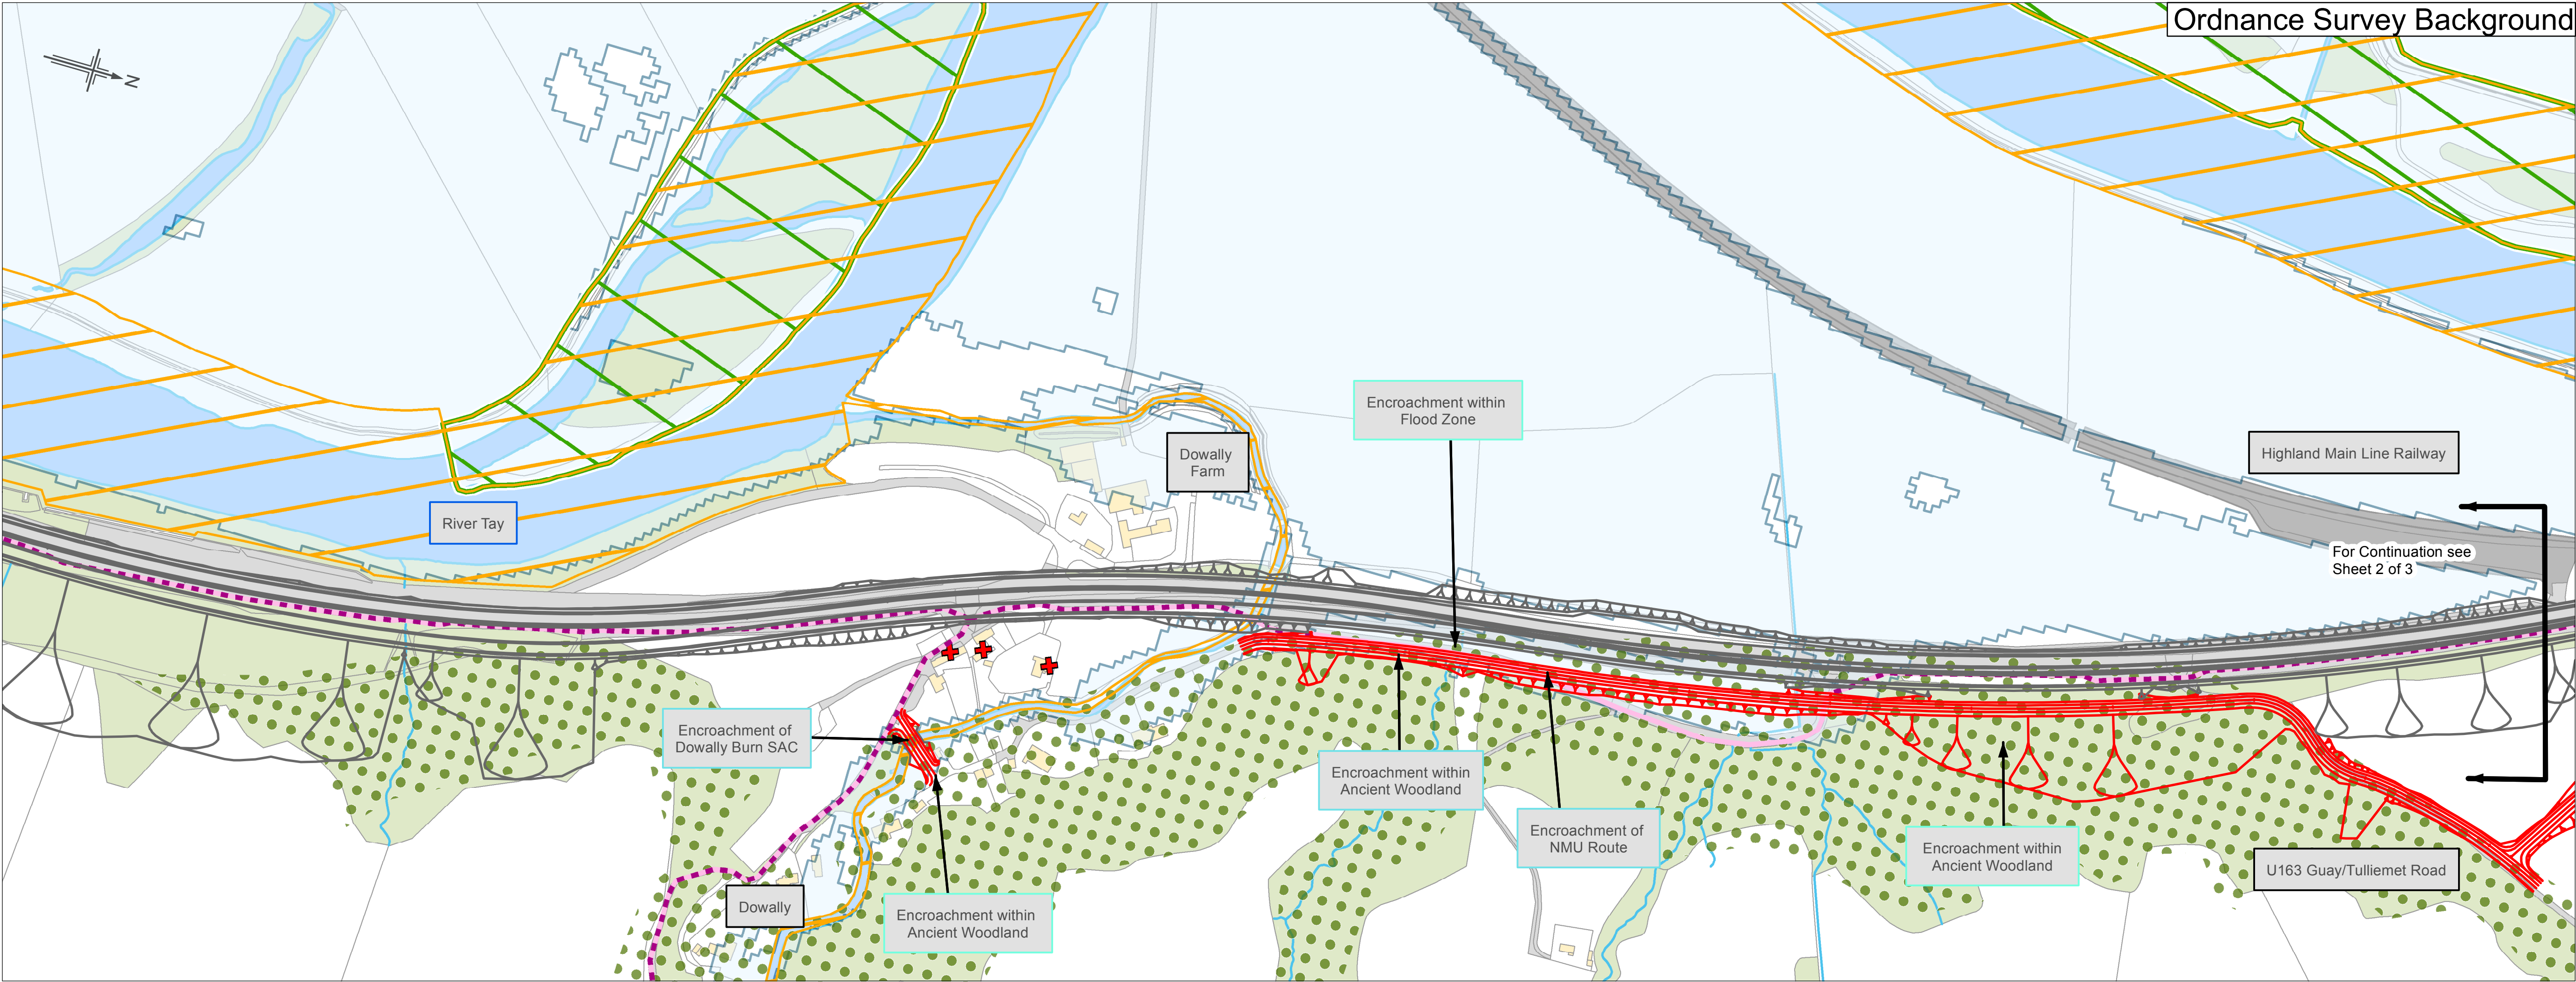 Ordnance Survey Background
N
Encroachment within
Flood Zone
Dowally
Farm
Highland Main Line Railway
River Tay
For Continuation see
Sheet 2 of 3
Encroachment of
Dowally Burn SAC
Encroachment within
Ancient Woodland
Encroachment of
NMU Route
Encroachment within
Ancient Woodland
U163 Guay/Tulliemet Road
Dowally
Encroachment within
Ancient Woodland